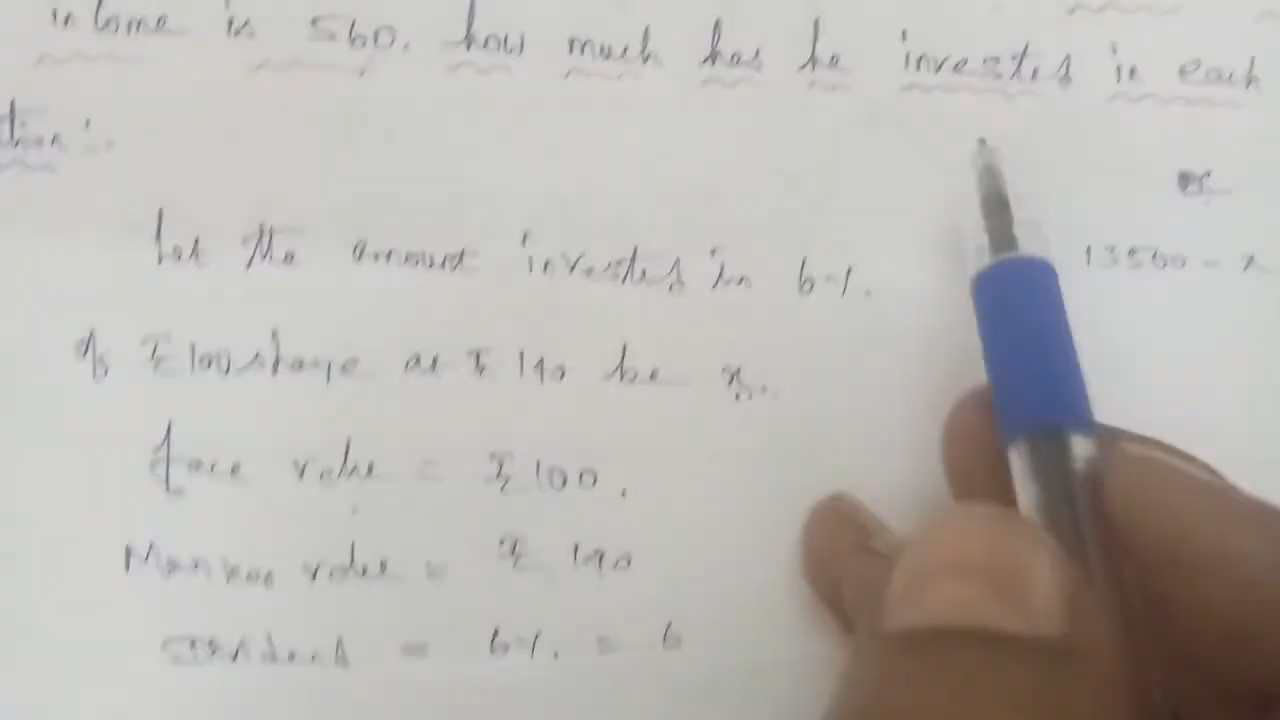 income is 560. how much has he invested in each
tion:-
Let the amount invested in 6%.
13500 - x
of ₹ 100 share at ₹ 140 be x.
face value = ₹ 100.
Market value = ₹ 140
Dividend = 6%. = 6